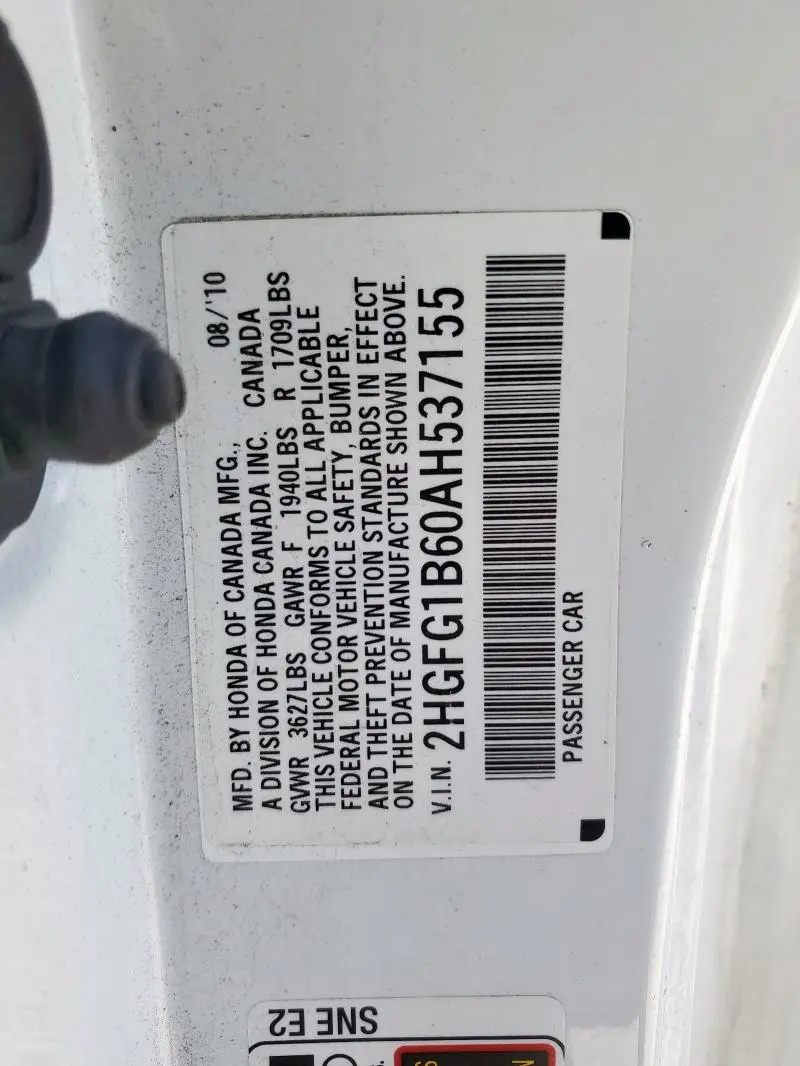 MFD. BY HONDA OF CANADA MFG., 08/'10
A DIVISION OF HONDA CANADA INC. CANADA
GVWR 3627LBS GAWR F 1940LBS R 1709LBS
THIS VEHICLE CONFORMS TO ALL APPLICABLE
FEDERAL MOTOR VEHICLE SAFETY, BUMPER,
AND THEFT PREVENTION STANDARDS IN EFFECT
ON THE DATE OF MANUFACTURE SHOWN ABOVE.
V.I.N. 2HGFG1B60AH537155
PASSENGER CAR
SNE E2